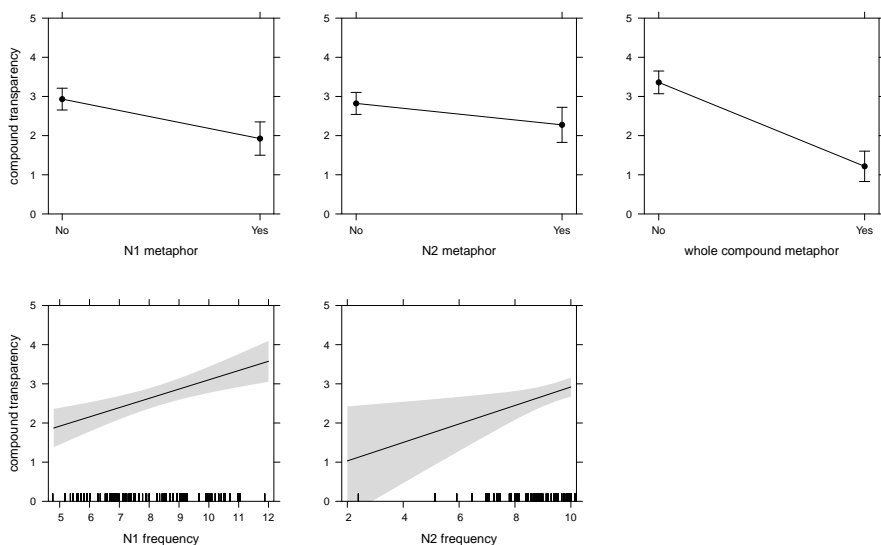 5
4
3
2
1
0
compound transparency
No Yes
N1 metaphor
5
4
3
2
1
0
No Yes
N2 metaphor
5
4
3
2
1
0
No Yes
whole compound metaphor
5
4
3
2
1
0
compound transparency
5 6 7 8 9 10 11 12
N1 frequency
5
4
3
2
1
0
2 4 6 8 10
N2 frequency